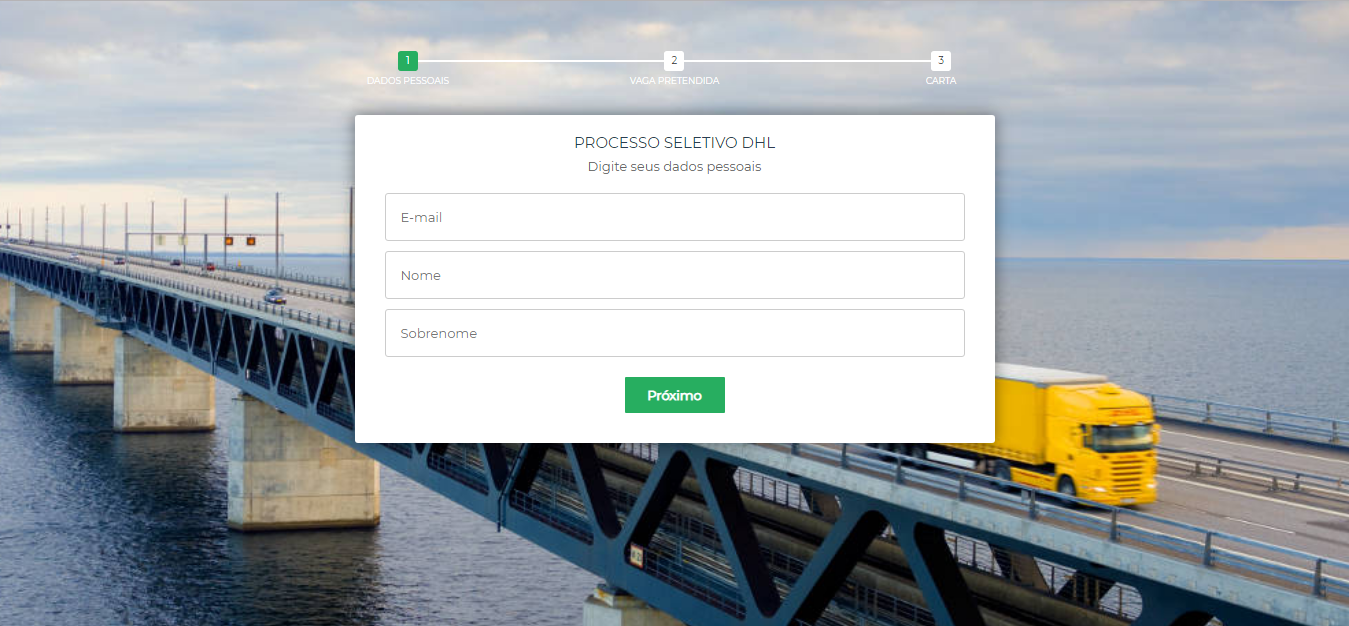 1
2
3
DADOS PESSOAIS
VAGA PRETENDIDA
CARTA
PROCESSO SELETIVO DHL
Digite seus dados pessoais
E-mail
Nome
Sobrenome
Próximo